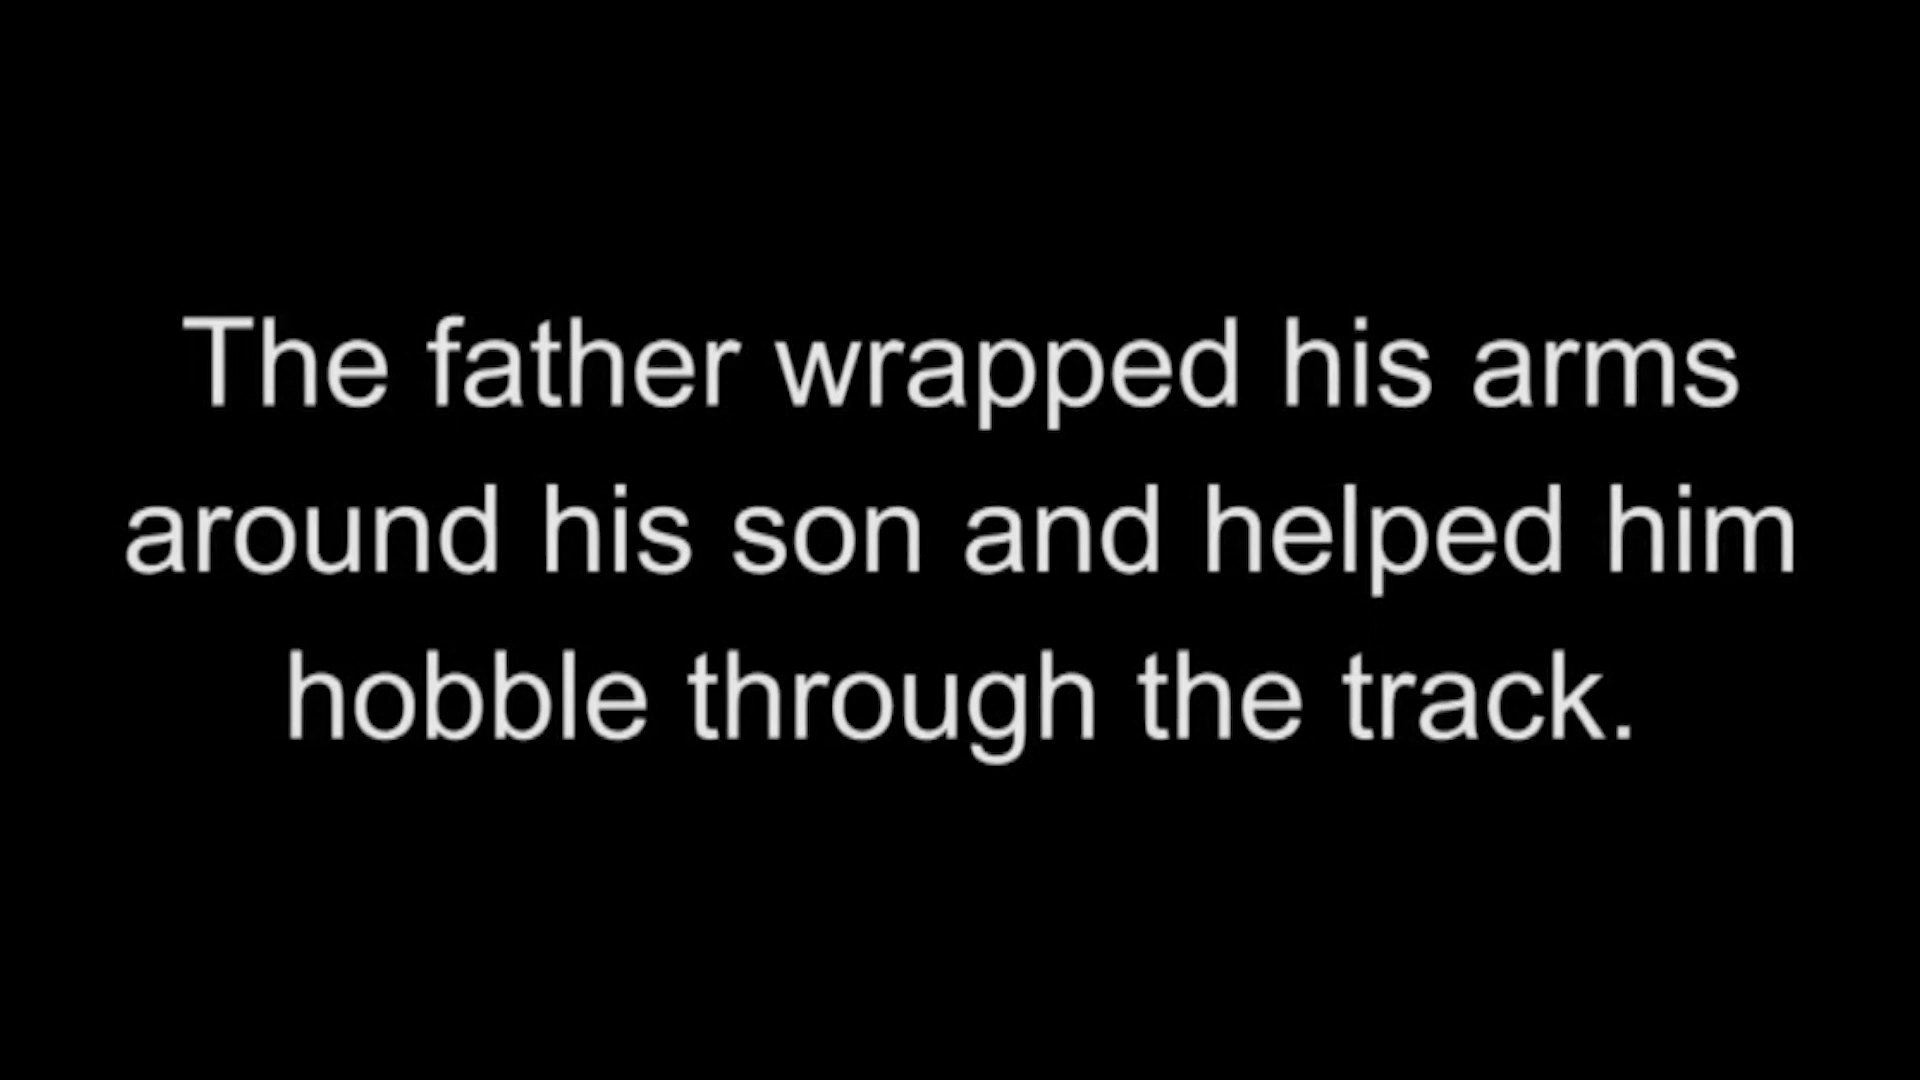 The father wrapped his arms
around his son and helped him
hobble through the track.